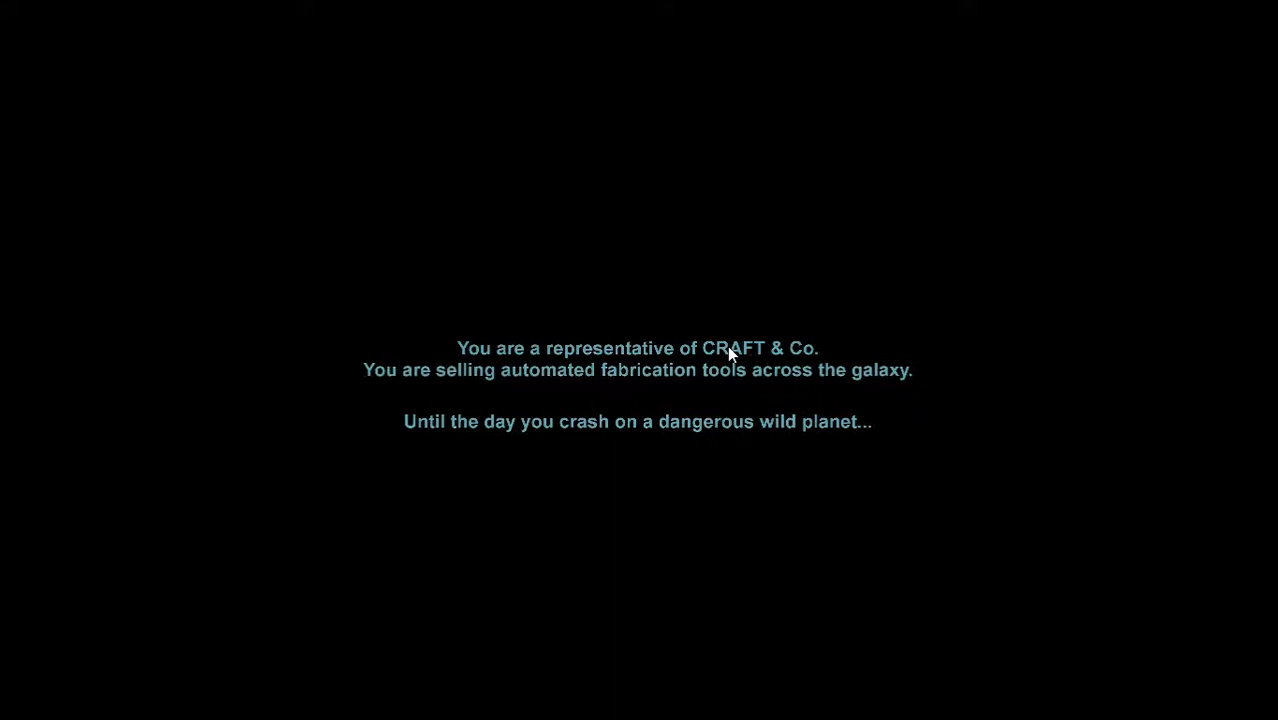 You are a representative of CRAFT & Co.
You are selling automated fabrication tools across the galaxy.
Until the day you crash on a dangerous wild planet...